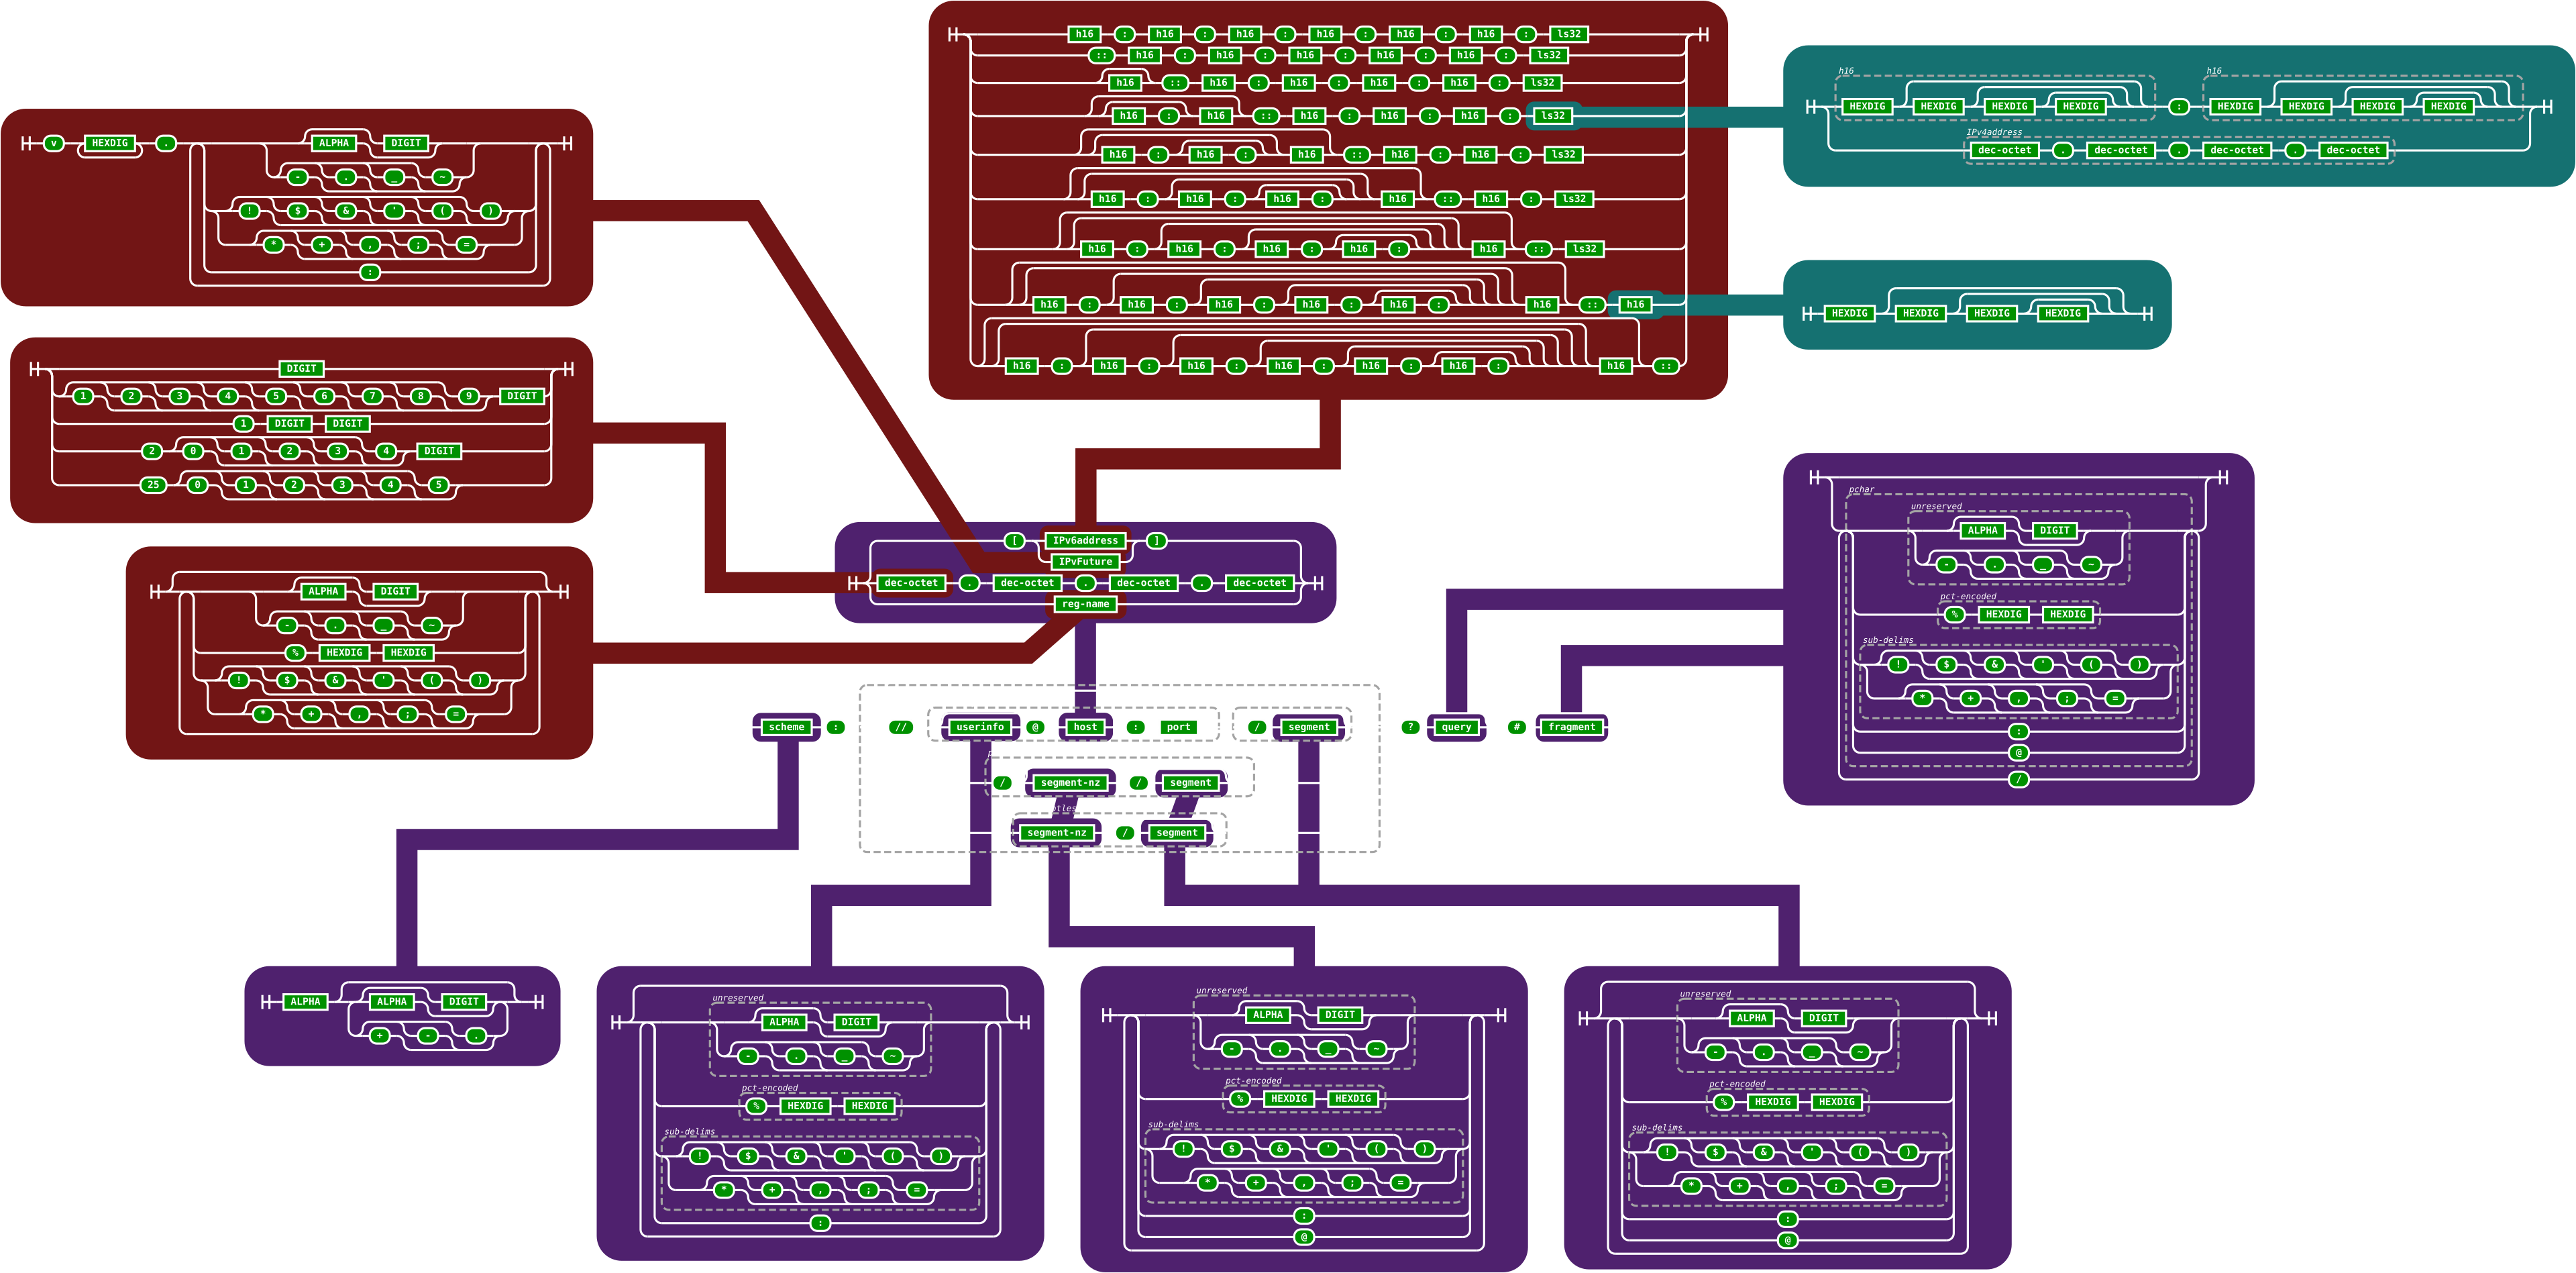 h16 : h16 : h16 : h16 : h16 : h16 : ls32
:: h16 : h16 : h16 : h16 : h16 : ls32
h16 :: h16 : h16 : h16 : h16 : ls32
h16 : h16 :: h16 : h16 : h16 : ls32
h16 : h16 : h16 :: h16 : h16 : ls32
h16 : h16 : h16 : h16 :: h16 : ls32
h16 : h16 : h16 : h16 : h16 :: ls32
h16 : h16 : h16 : h16 : h16 : h16 :: h16
h16 : h16 : h16 : h16 : h16 : h16 : h16 ::
h16 h16
HEXDIG HEXDIG HEXDIG HEXDIG : HEXDIG HEXDIG HEXDIG HEXDIG
IPv4address
dec-octet . dec-octet . dec-octet . dec-octet
HEXDIG HEXDIG HEXDIG HEXDIG
v HEXDIG . ALPHA DIGIT
- . _ ~
! $ & ' ( )
* + , ; =
:
DIGIT
1 2 3 4 5 6 7 8 9 DIGIT
1 DIGIT DIGIT
2 0 1 2 3 4 DIGIT
25 0 1 2 3 4 5
ALPHA DIGIT
- . _ ~
% HEXDIG HEXDIG
! $ & ' ( )
* + , ; =
[ IPv6address ]
IPvFuture
dec-octet . dec-octet . dec-octet . dec-octet
reg-name
pchar
unreserved
ALPHA DIGIT
- . _ ~
pct-encoded
% HEXDIG HEXDIG
sub-delims
! $ & ' ( )
* + , ; =
:
@
/
scheme : // userinfo @ host : port / segment ? query # fragment
/ segment-nz / segment
segment-nz / segment
ALPHA ALPHA DIGIT
+ - .
unreserved
ALPHA DIGIT
- . _ ~
pct-encoded
% HEXDIG HEXDIG
sub-delims
! $ & ' ( )
* + , ; =
:
unreserved
ALPHA DIGIT
- . _ ~
pct-encoded
% HEXDIG HEXDIG
sub-delims
! $ & ' ( )
* + , ; =
:
@
unreserved
ALPHA DIGIT
- . _ ~
pct-encoded
% HEXDIG HEXDIG
sub-delims
! $ & ' ( )
* + , ; =
:
@